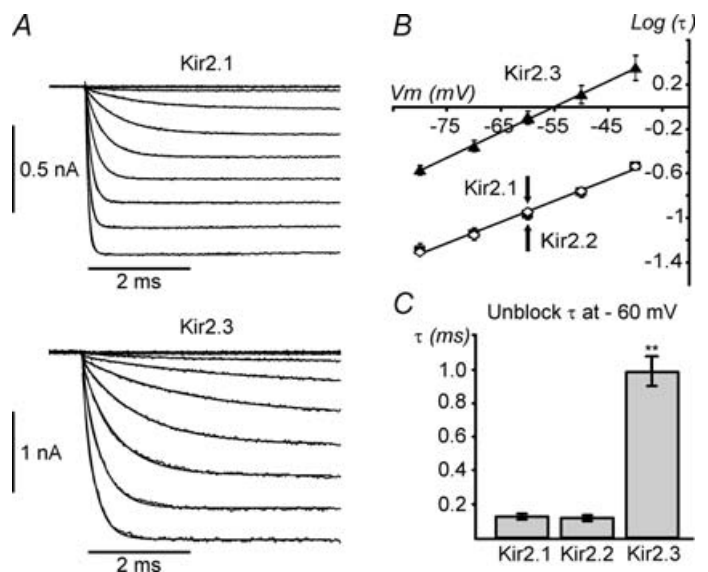 A
Kir2.1
0.5 nA
2 ms
Kir2.3
1 nA
2 ms
B
Log (τ)
Kir2.3
0.2
Vm (mV)
-75 -65 -55 -45
-0.2
-0.6
Kir2.1
Kir2.2
-1
-1.4
C
Unblock τ at - 60 mV
τ (ms)
**
1.0
0.8
0.6
0.4
0.2
Kir2.1 Kir2.2 Kir2.3